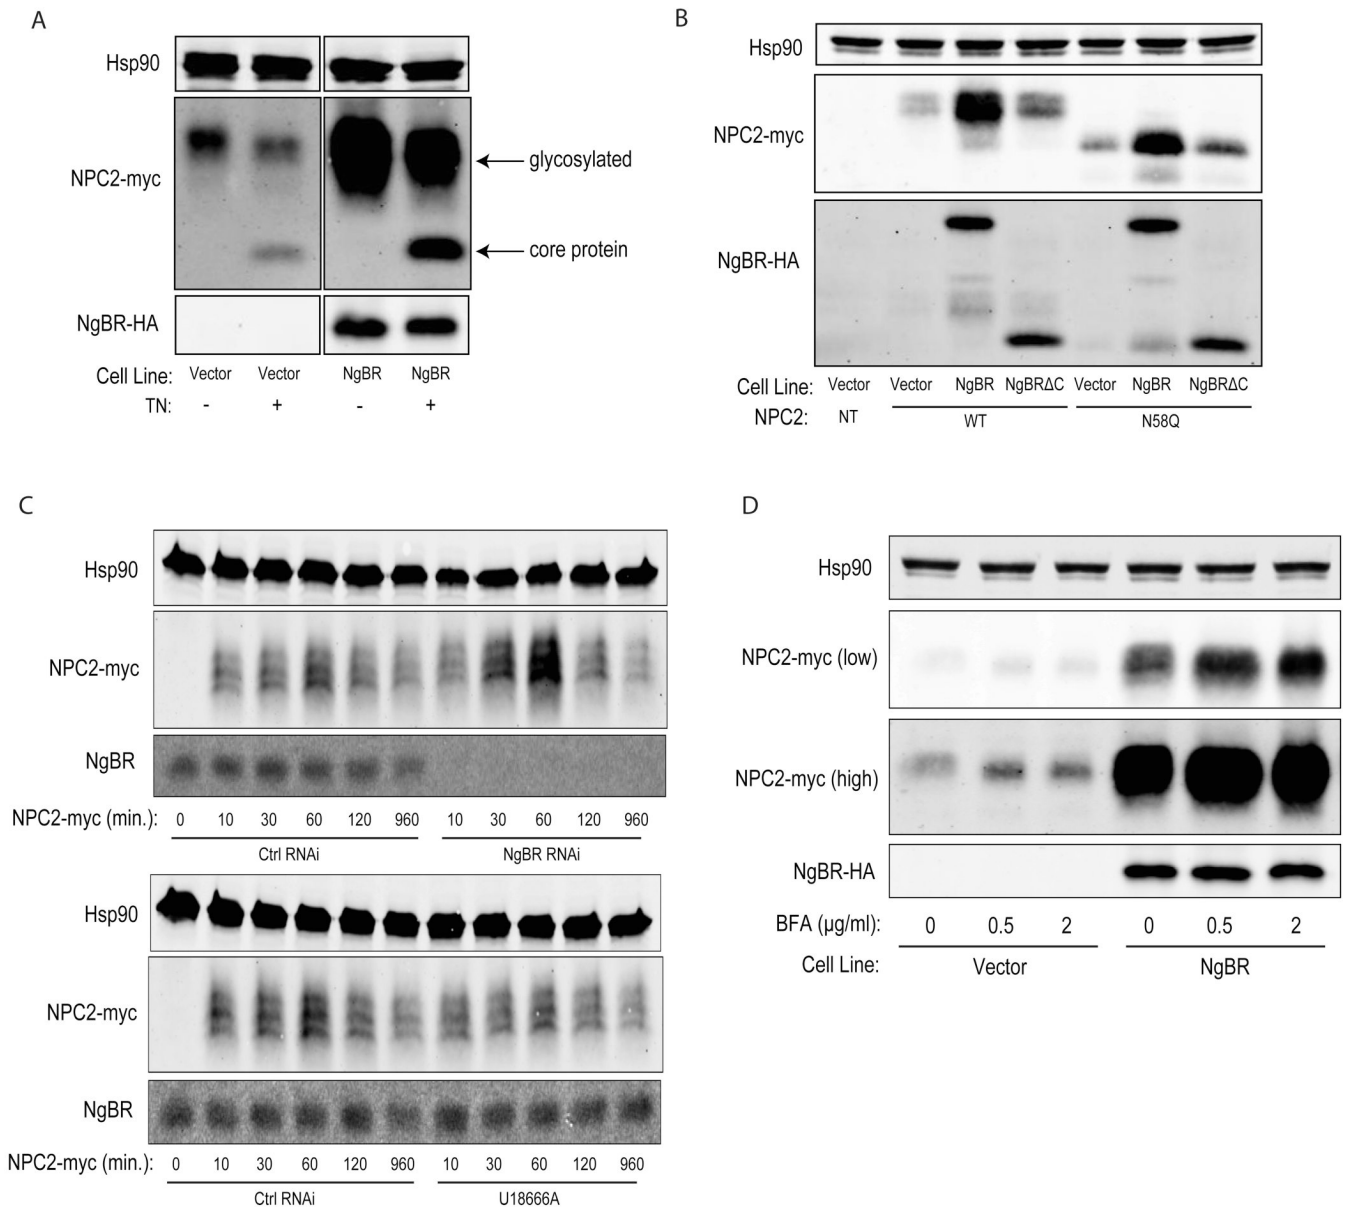 A
Hsp90
NPC2-myc
glycosylated
core protein
NgBR-HA
Cell Line: Vector Vector NgBR NgBR
TN: - + - +
B
Hsp90
NPC2-myc
NgBR-HA
Cell Line: Vector Vector NgBR NgBRΔC Vector NgBR NgBRΔC
NPC2: NT WT N58Q
C
Hsp90
NPC2-myc
NgBR
NPC2-myc (min.): 0 10 30 60 120 960 10 30 60 120 960
Ctrl RNAi NgBR RNAi
Hsp90
NPC2-myc
NgBR
NPC2-myc (min.): 0 10 30 60 120 960 10 30 60 120 960
Ctrl RNAi U18666A
D
Hsp90
NPC2-myc (low)
NPC2-myc (high)
NgBR-HA
BFA (µg/ml): 0 0.5 2 0 0.5 2
Cell Line: Vector NgBR